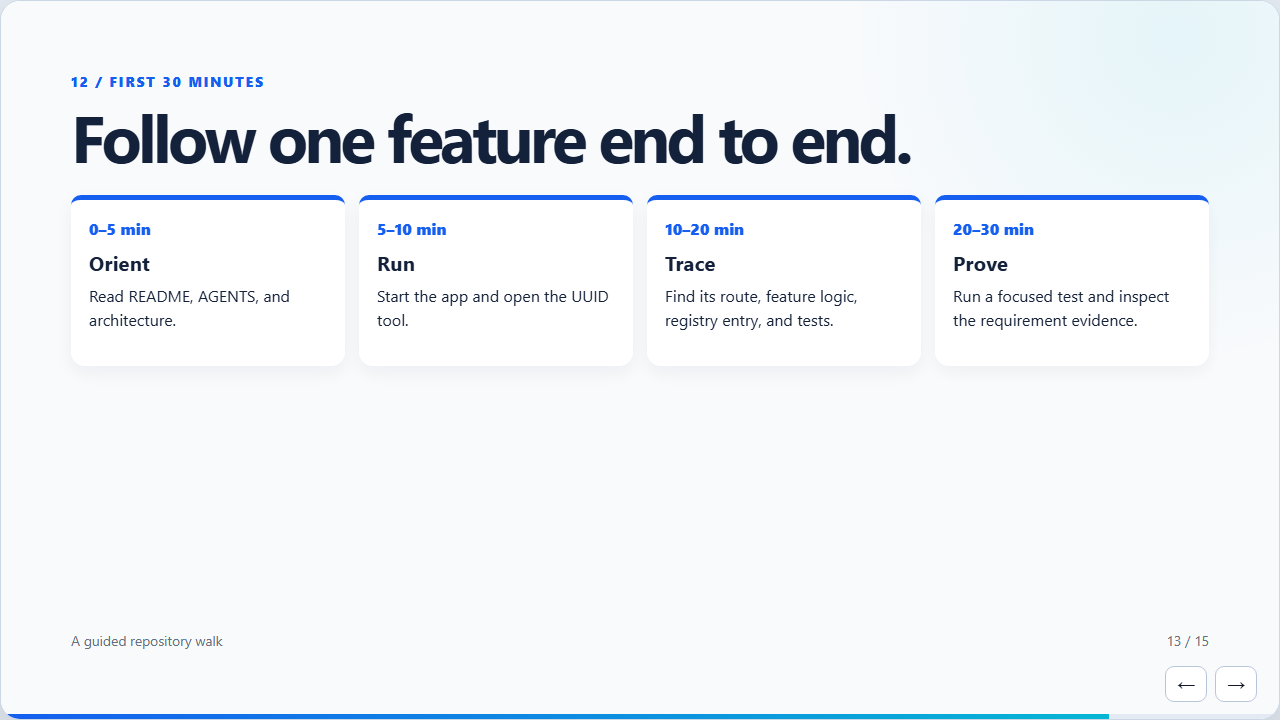 12 / FIRST 30 MINUTES
Follow one feature end to end.
0–5 min
Orient
Read README, AGENTS, and
architecture.
5–10 min
Run
Start the app and open the UUID
tool.
10–20 min
Trace
Find its route, feature logic,
registry entry, and tests.
20–30 min
Prove
Run a focused test and inspect
the requirement evidence.
A guided repository walk
13 / 15
← →